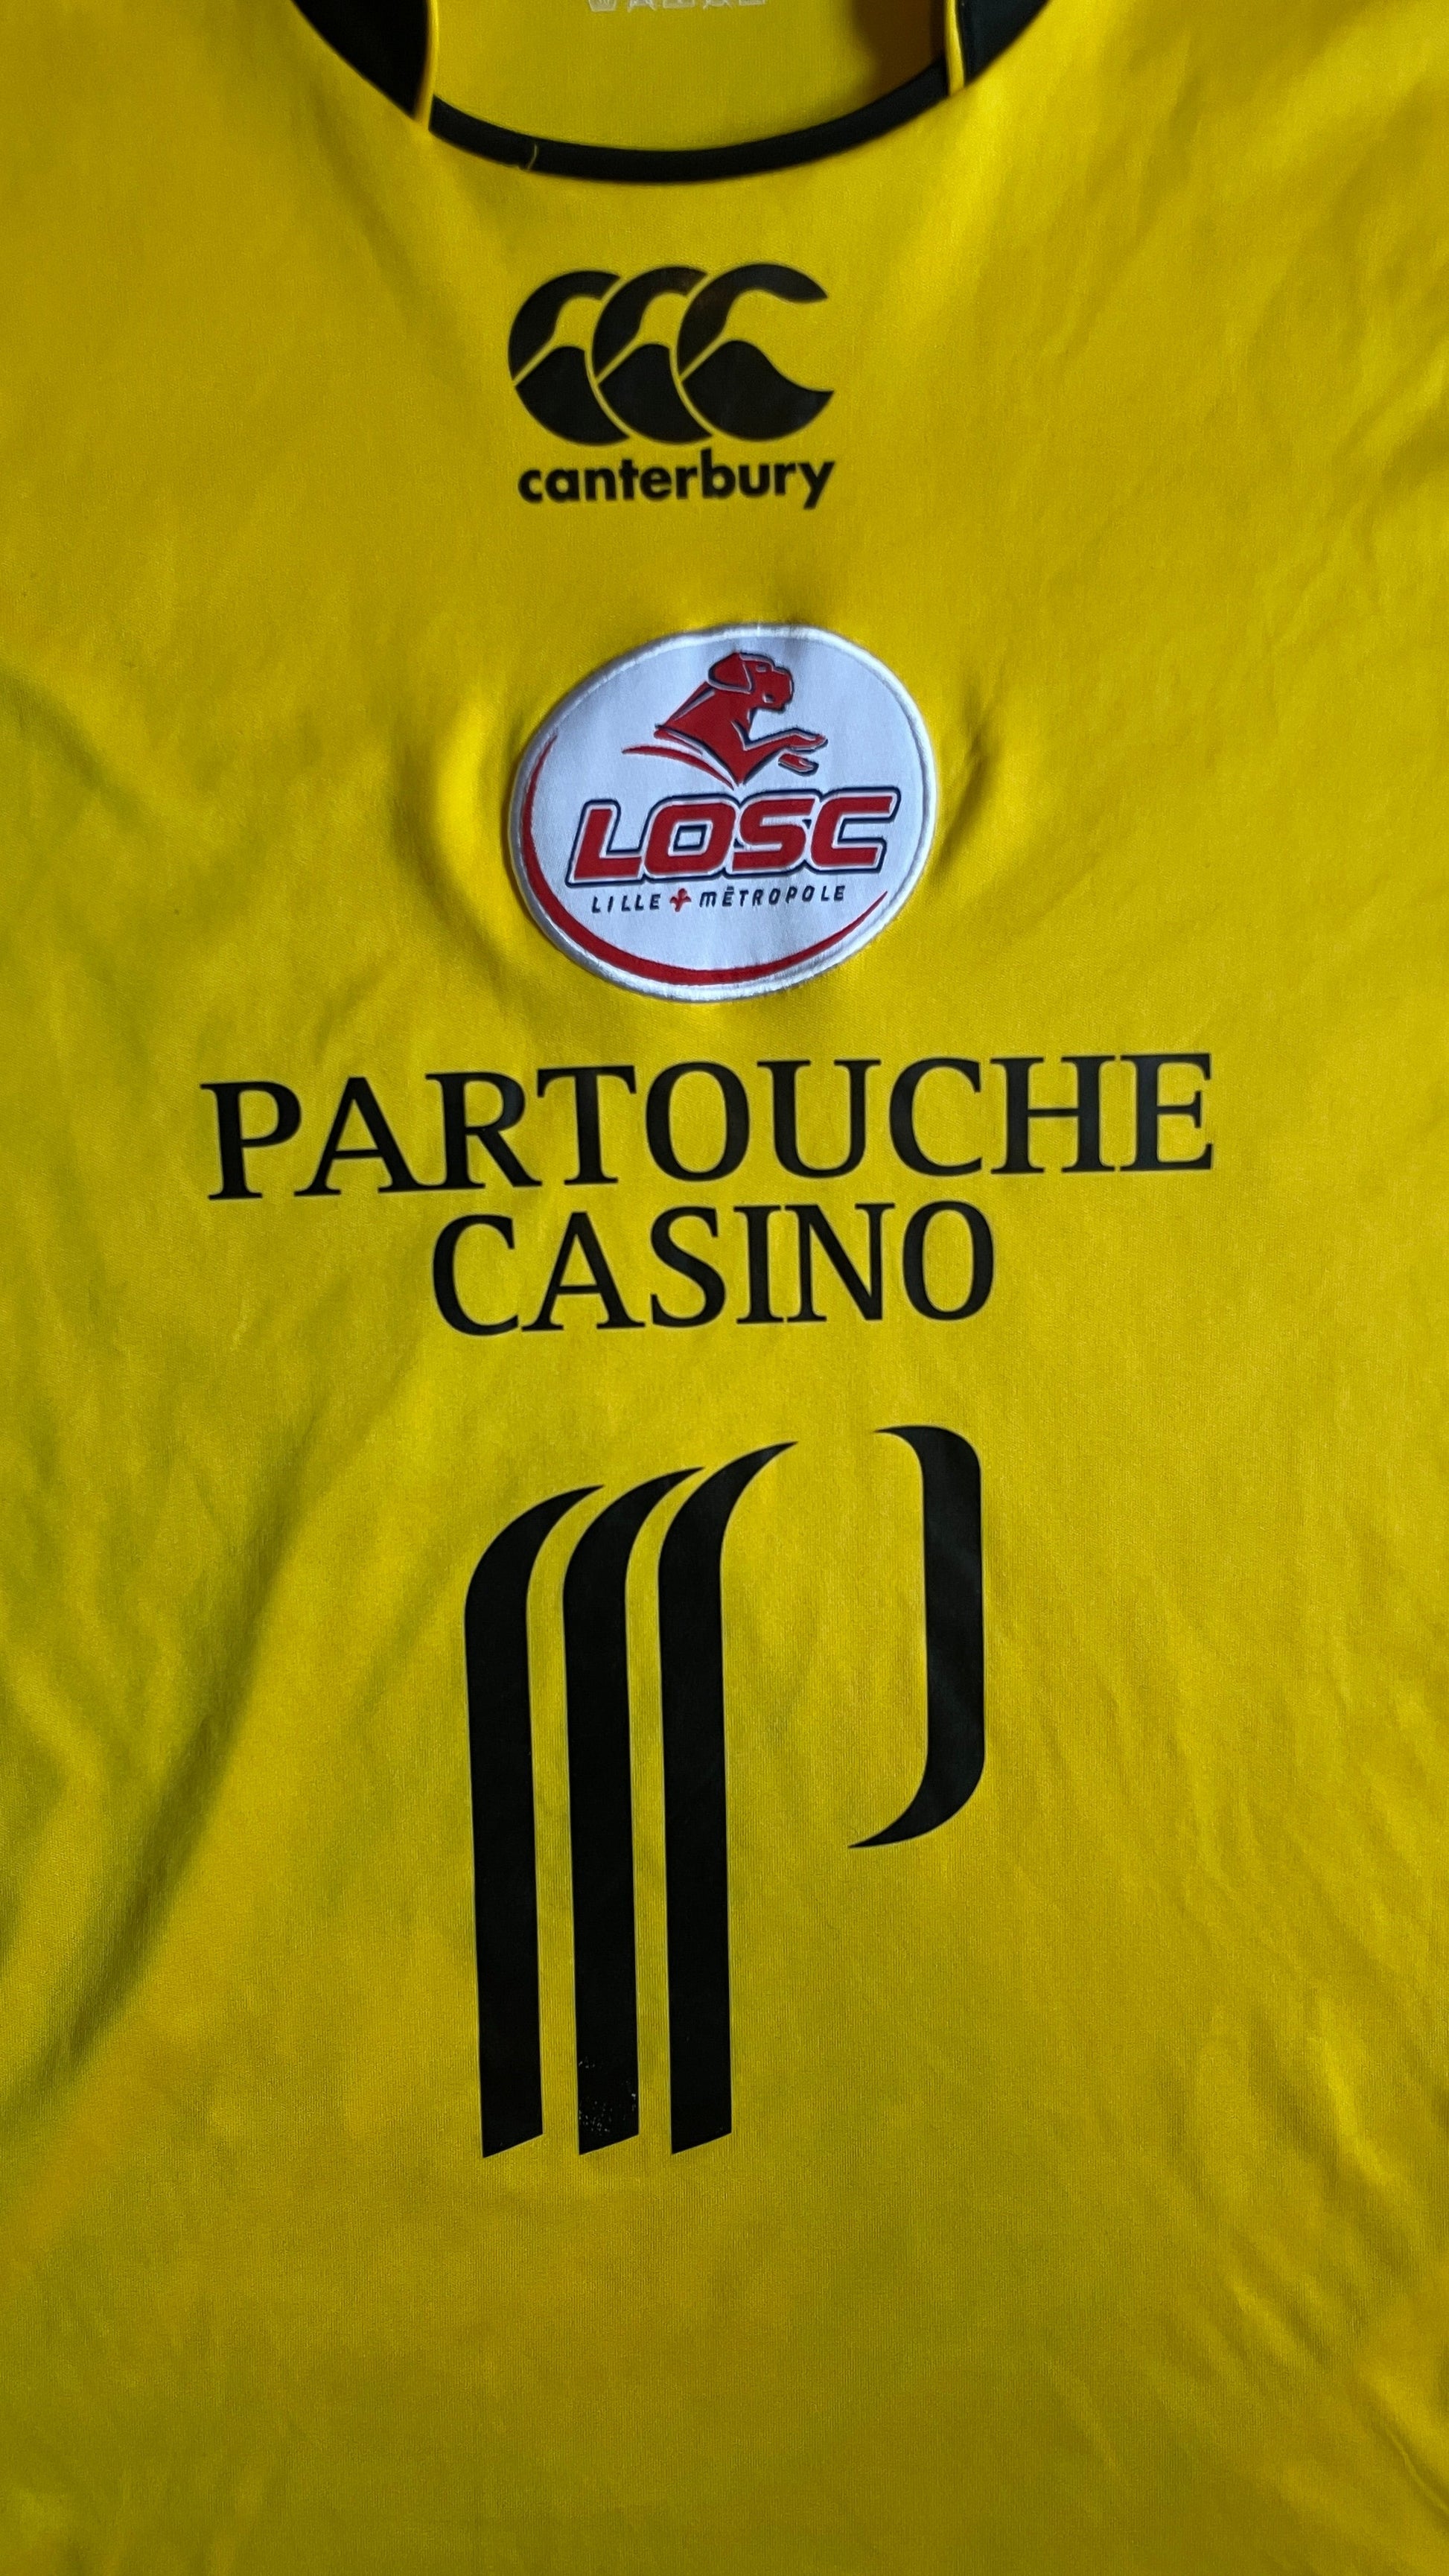 canterbury
LOSC
LILLE MÉTROPOLE
PARTOUCHE
CASINO